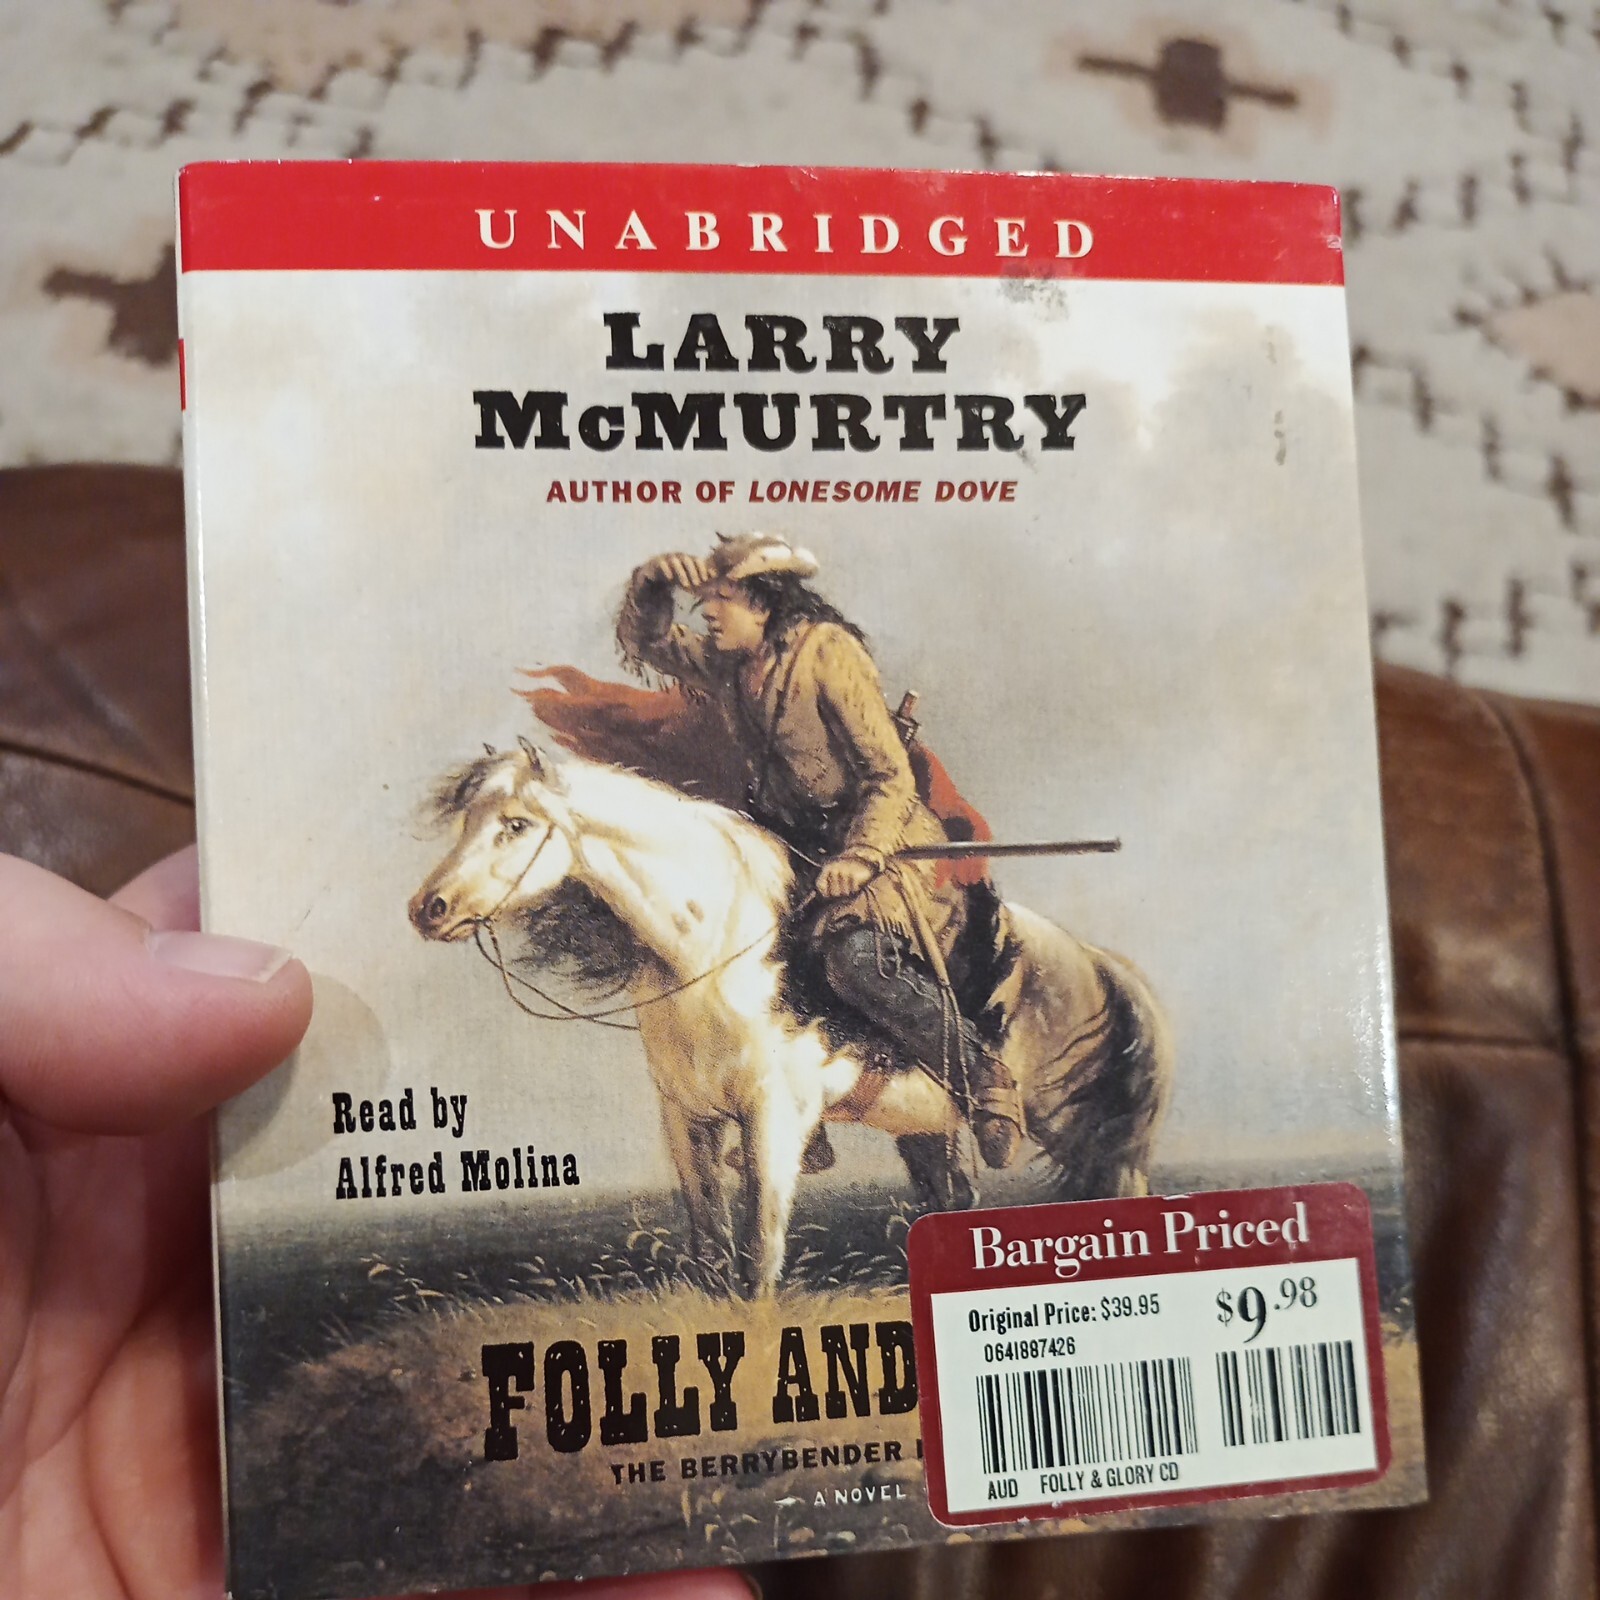 UNABRIDGED
LARRY
McMURTRY
AUTHOR OF LONESOME DOVE
Read by
Alfred Molina
FOLLY AND
THE BERRYBENDER
A NOVEL
Bargain Priced
Original Price: $39.95
$9.98
0641887426
AUD FOLLY & GLORY CD